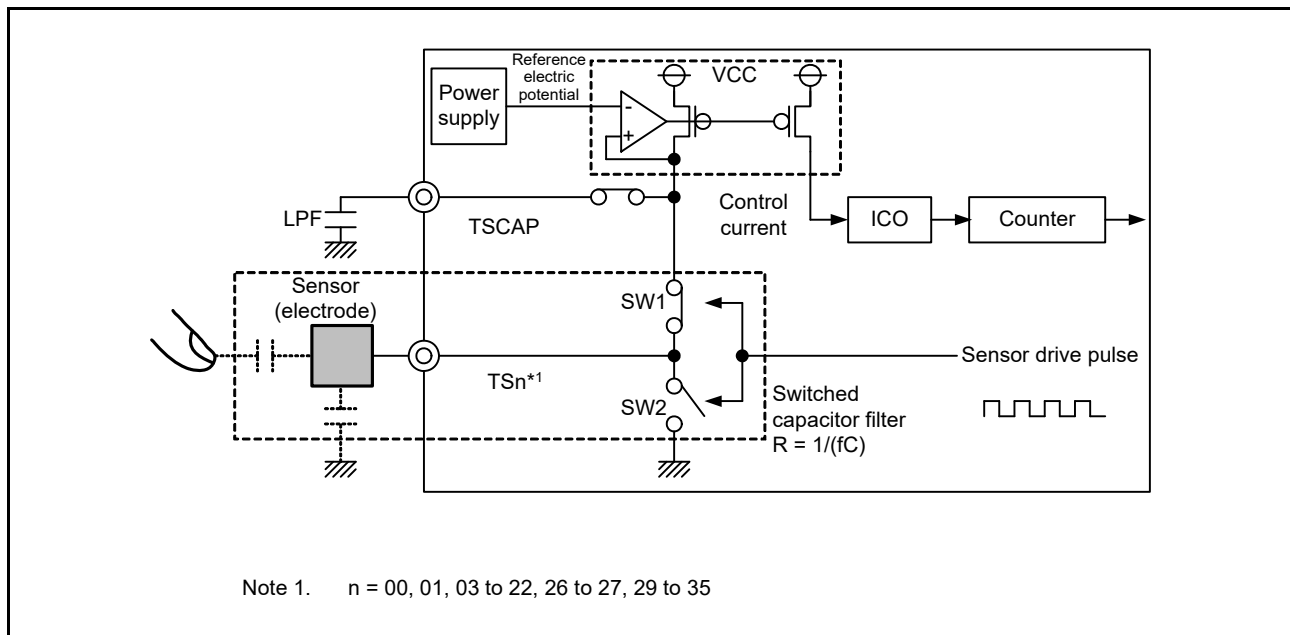 Reference
electric
potential
VCC
Power
supply
-
+
LPF
TSCAP
Control
current
ICO
Counter
Sensor
(electrode)
SW1
TSn*1
SW2
Sensor drive pulse
Switched
capacitor filter
R = 1/(fC)
Note 1. n = 00, 01, 03 to 22, 26 to 27, 29 to 35